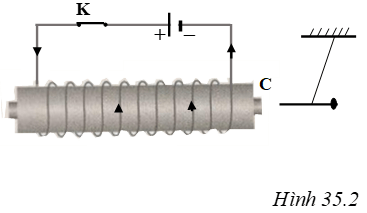 K
+ –
C
Hình 35.2